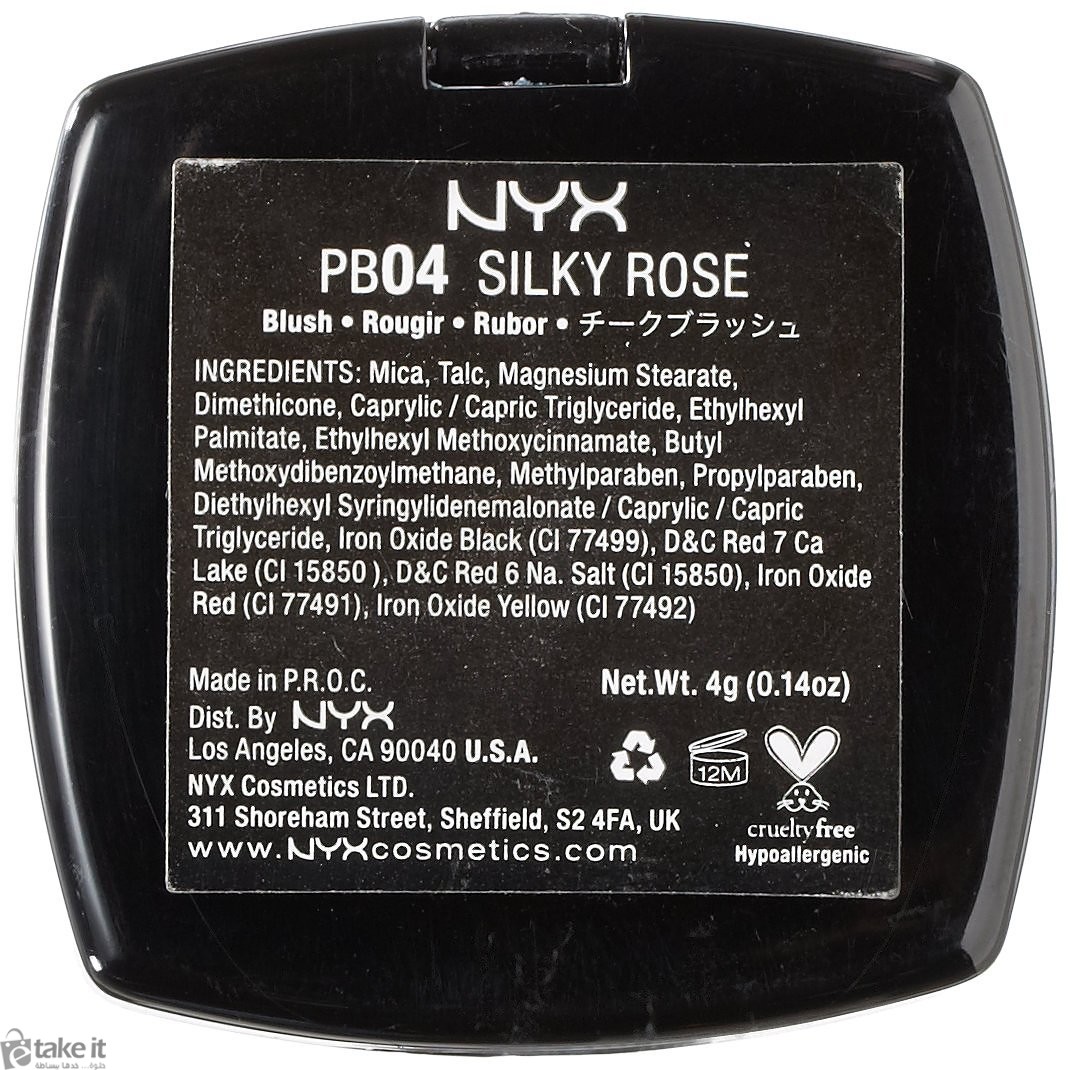 NYX
PB04 SILKY ROSE
Blush • Rougir • Rubor • チークブラッシュ
INGREDIENTS: Mica, Talc, Magnesium Stearate,
Dimethicone, Caprylic / Capric Triglyceride, Ethylhexyl
Palmitate, Ethylhexyl Methoxycinnamate, Butyl
Methoxydibenzoylmethane, Methylparaben, Propylparaben,
Diethylhexyl Syringylidenemalonate / Caprylic / Capric
Triglyceride, Iron Oxide Black (CI 77499), D&C Red 7 Ca
Lake (CI 15850 ), D&C Red 6 Na. Salt (CI 15850), Iron Oxide
Red (CI 77491), Iron Oxide Yellow (CI 77492)
Made in P.R.O.C.
Dist. By NYX
Los Angeles, CA 90040 U.S.A.
NYX Cosmetics LTD.
311 Shoreham Street, Sheffield, S2 4FA, UK
www.NYXcosmetics.com
Net.Wt. 4g (0.14oz)
12M
crueltyfree
Hypoallergenic
take it